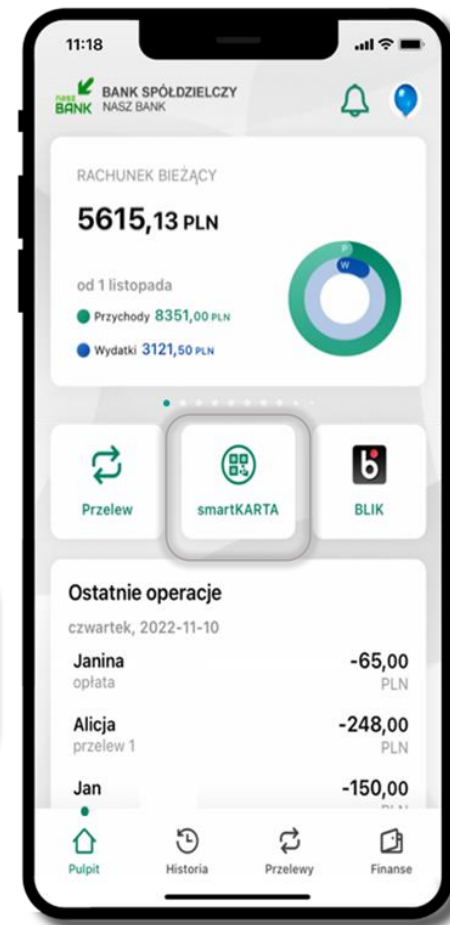 11:18
nasz
BANK
BANK SPÓŁDZIELCZY
NASZ BANK
RACHUNEK BIEŻĄCY
5615,13 PLN
od 1 listopada
Przychody 8351,00 PLN
Wydatki 3121,50 PLN
P
W
Przelew
smartKARTA
BLIK
Ostatnie operacje
czwartek, 2022-11-10
Janina -65,00
opłata PLN
Alicja -248,00
przelew 1 PLN
Jan -150,00
Pulpit Historia Przelewy Finanse